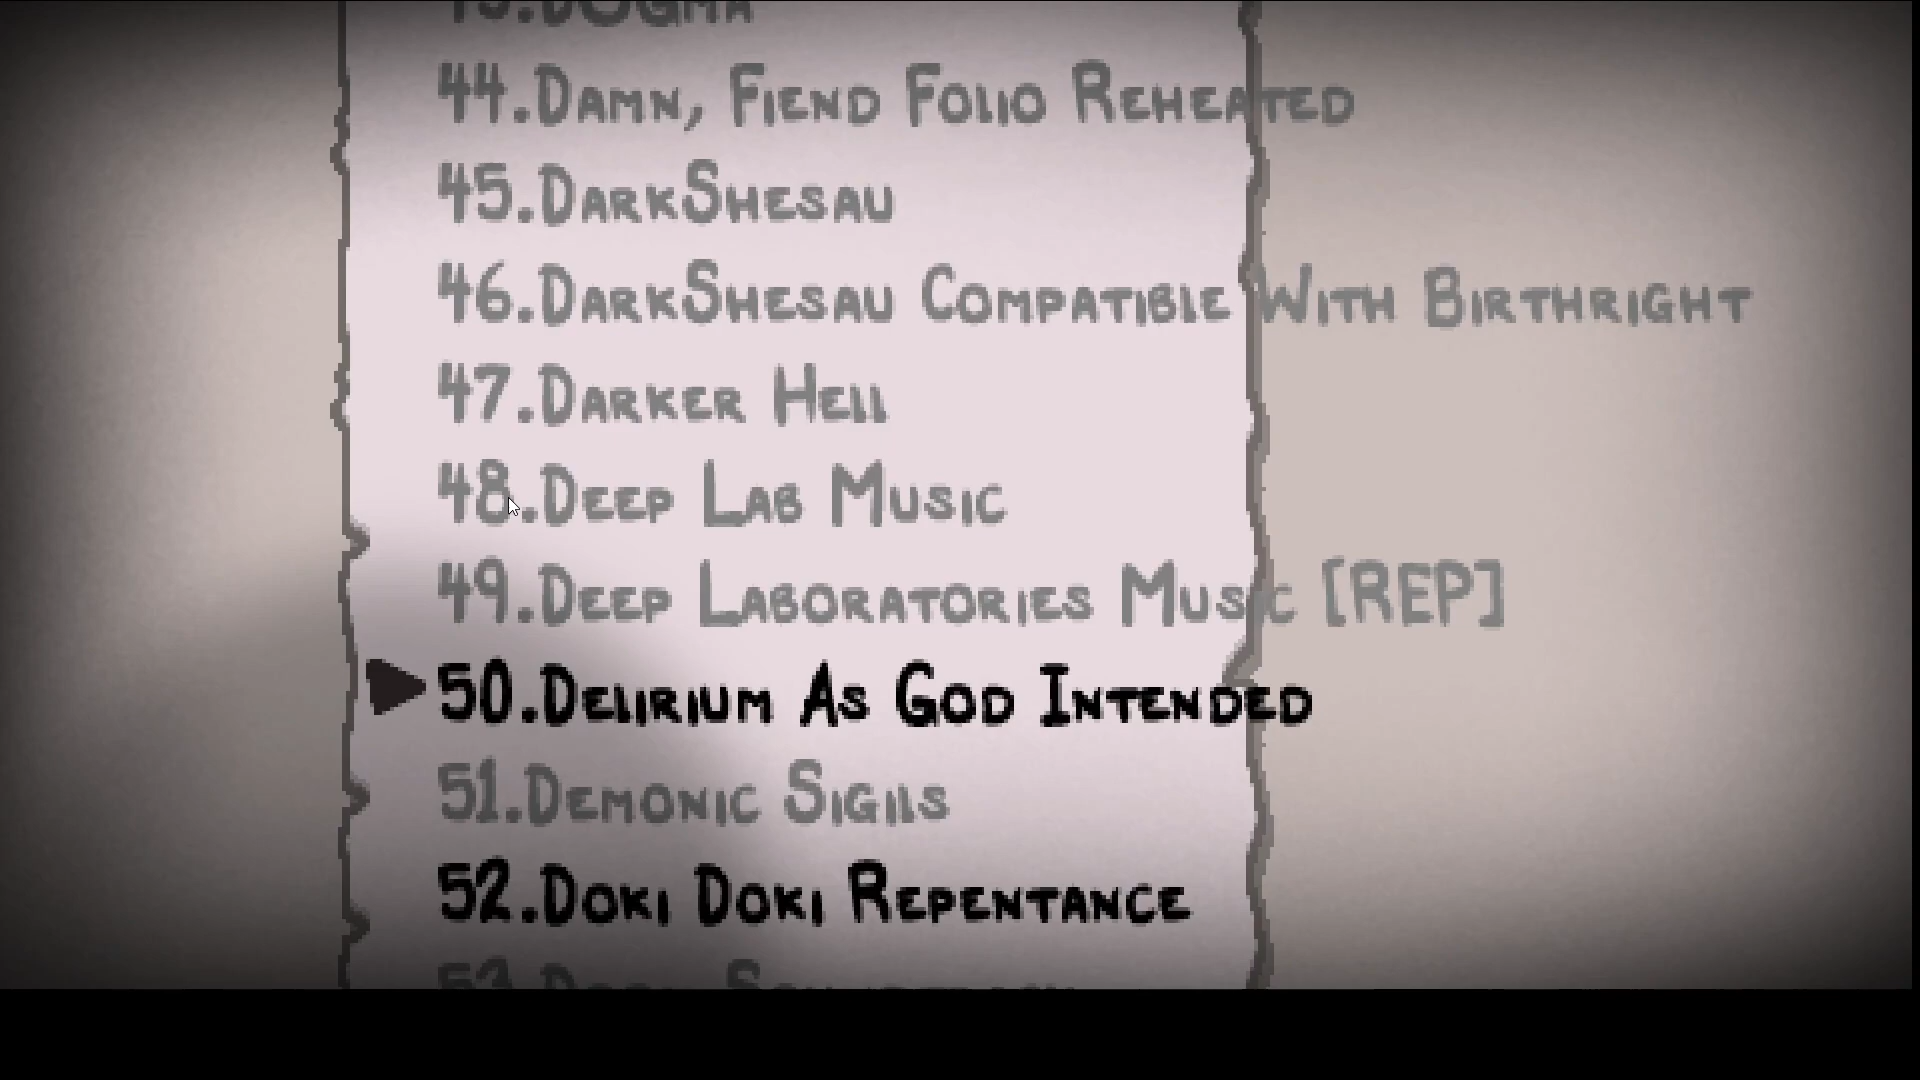 44.Damn, Fiend Folio Reheated
45.DarkShesau
46.DarkShesau Compatible With Birthright
47.Darker Hell
48.Deep Lab Music
49.Deep Laboratories Music [REP]
50.Delirium As God Intended
51.Demonic Sigils
52.Doki Doki Repentance